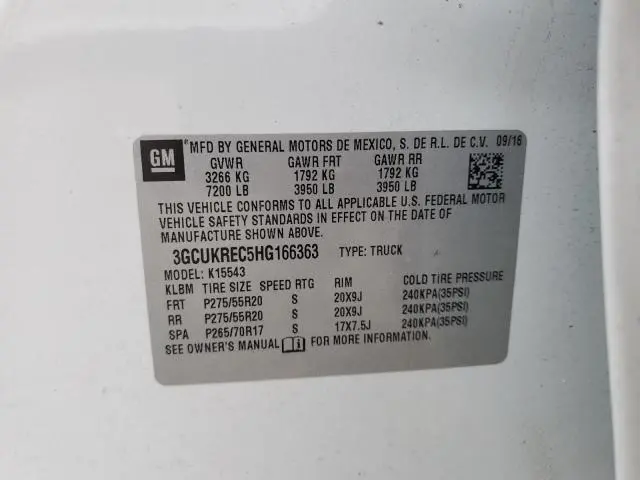 GM
*MFD BY GENERAL MOTORS DE MEXICO, S. DE R.L. DE C.V. 09/16
GVWR GAWR FRT GAWR RR
3266 KG 1792 KG 1792 KG
7200 LB 3950 LB 3950 LB
THIS VEHICLE CONFORMS TO ALL APPLICABLE U.S. FEDERAL MOTOR
VEHICLE SAFETY STANDARDS IN EFFECT ON THE DATE OF
MANUFACTURE SHOWN ABOVE.
3GCUKREC5HG166363 TYPE: TRUCK
MODEL: K15543
KLBM TIRE SIZE SPEED RTG RIM COLD TIRE PRESSURE
FRT P275/55R20 S 20X9J 240KPA(35PSI)
RR P275/55R20 S 20X9J 240KPA(35PSI)
SPA P265/70R17 S 17X7.5J 240KPA(35PSI)
SEE OWNER'S MANUAL FOR MORE INFORMATION.